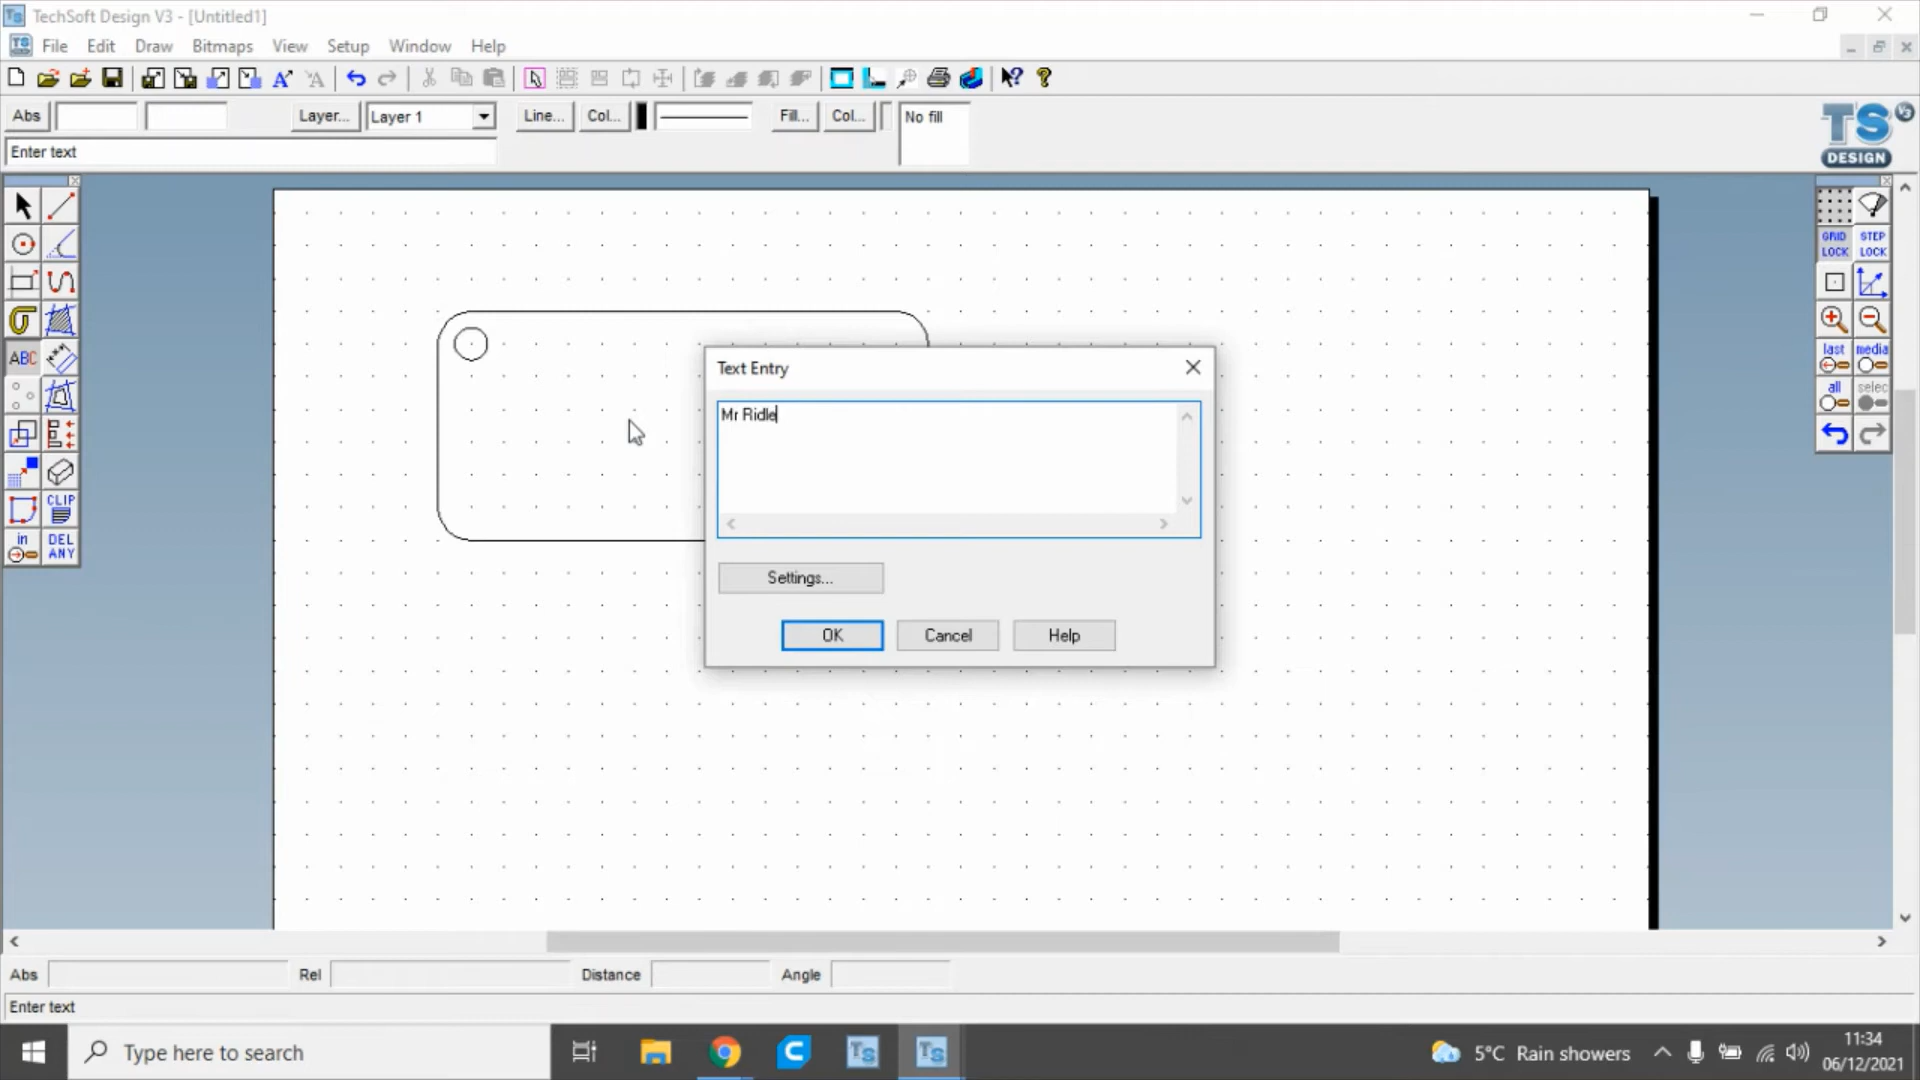 TechSoft Design V3 - [Untitled1]
File Edit Draw Bitmaps View Setup Window Help
Abs Layer... Layer 1 Line... Col... Fill... Col... No fill
Enter text
TS V3
DESIGN
GRID LOCK STEP LOCK
ABC
last media
all selec
CLIP
in DEL ANY
Text Entry
Mr Ridle
Settings...
OK Cancel Help
Abs Rel Distance Angle
Enter text
Type here to search
5°C Rain showers
11:34
06/12/2021